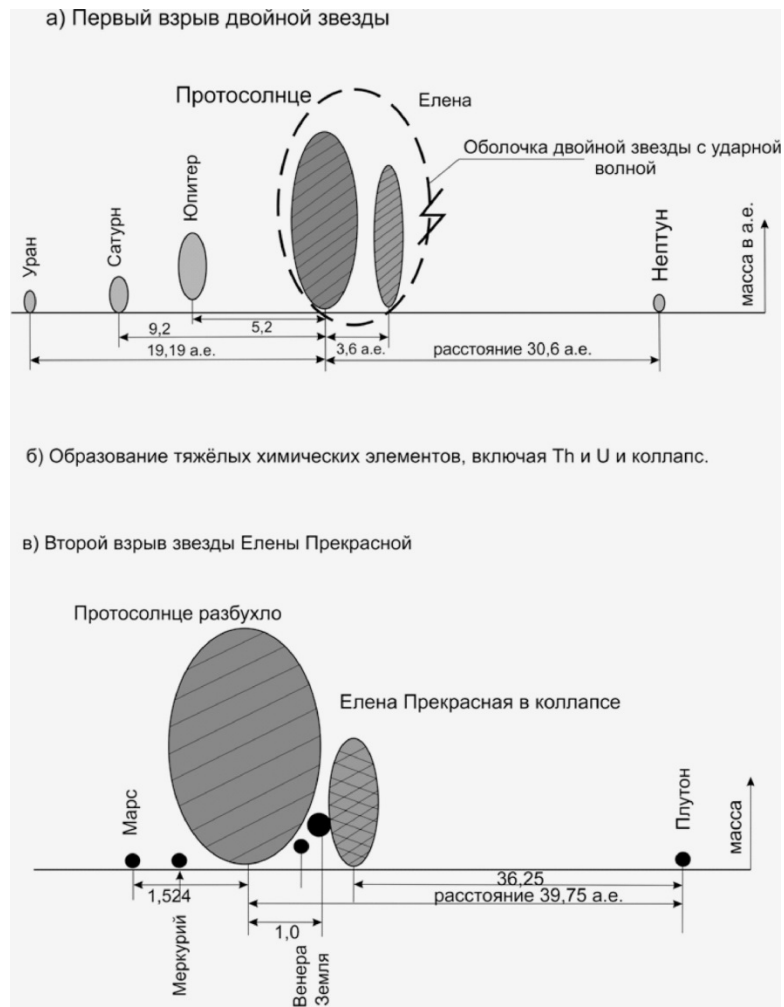 а) Первый взрыв двойной звезды
Протосолнце
Елена
Оболочка двойной звезды с ударной
волной
Юпитер
Сатурн
Уран
Нептун
масса в а.е.
9,2
5,2
19,19 а.е.
3,6 а.е.
расстояние 30,6 а.е.
б) Образование тяжёлых химических элементов, включая Th и U и коллапс.
в) Второй взрыв звезды Елены Прекрасной
Протосолнце разбухло
Елена Прекрасная в коллапсе
Марс
Плутон
масса
1,524
36,25
расстояние 39,75 а.е.
1,0
Меркурий
Венера
Земля